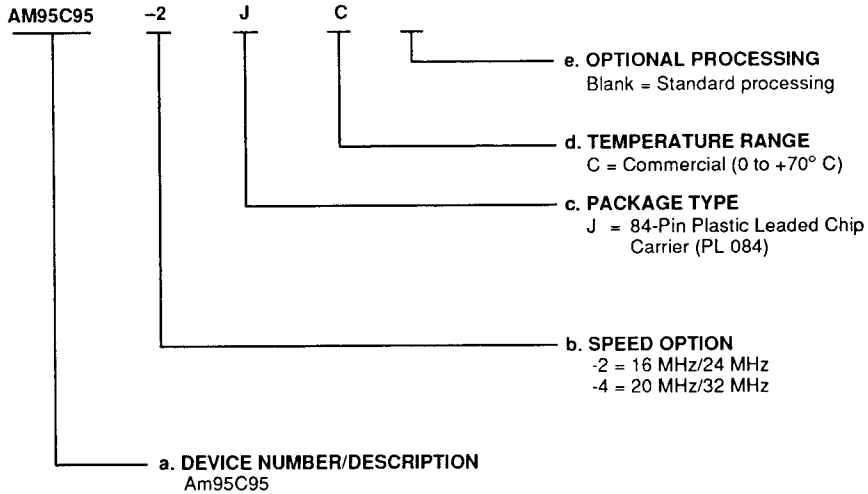 AM95C95 -2 J C
e. OPTIONAL PROCESSING
Blank = Standard processing
d. TEMPERATURE RANGE
C = Commercial (0 to +70° C)
c. PACKAGE TYPE
J = 84-Pin Plastic Leaded Chip
Carrier (PL 084)
b. SPEED OPTION
-2 = 16 MHz/24 MHz
-4 = 20 MHz/32 MHz
a. DEVICE NUMBER/DESCRIPTION
Am95C95